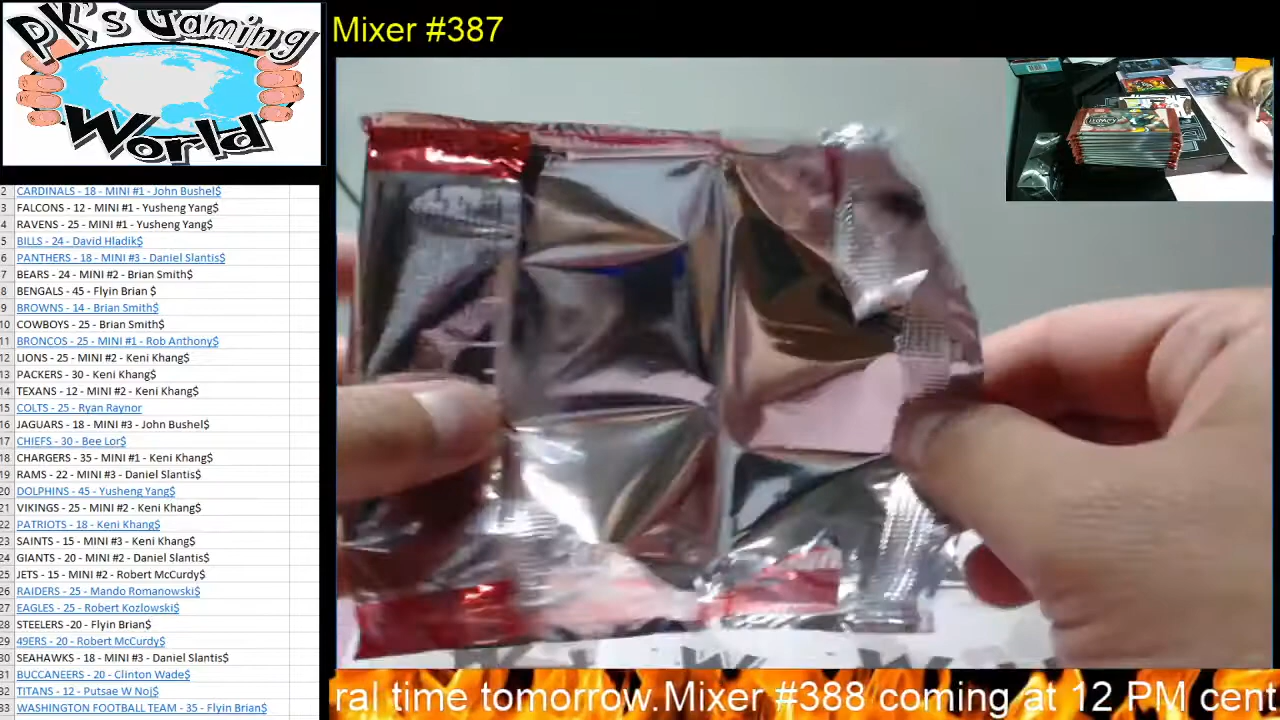 PK's Gaming
World
Mixer #387
LEGACY
2 CARDINALS - 18 - MINI #1 - John Bushel$
3 FALCONS - 12 - MINI #1 - Yusheng Yang$
4 RAVENS - 25 - MINI #1 - Yusheng Yang$
5 BILLS - 24 - David Hladik$
6 PANTHERS - 18 - MINI #3 - Daniel Slantis$
7 BEARS - 24 - MINI #2 - Brian Smith$
8 BENGALS - 45 - Flyin Brian $
9 BROWNS - 14 - Brian Smith$
10 COWBOYS - 25 - Brian Smith$
11 BRONCOS - 25 - MINI #1 - Rob Anthony$
12 LIONS - 25 - MINI #2 - Keni Khang$
13 PACKERS - 30 - Keni Khang$
14 TEXANS - 12 - MINI #2 - Keni Khang$
15 COLTS - 25 - Ryan Raynor
16 JAGUARS - 18 - MINI #3 - John Bushel$
17 CHIEFS - 30 - Bee Lor$
18 CHARGERS - 35 - MINI #1 - Keni Khang$
19 RAMS - 22 - MINI #3 - Daniel Slantis$
20 DOLPHINS - 45 - Yusheng Yang$
21 VIKINGS - 25 - MINI #2 - Keni Khang$
22 PATRIOTS - 18 - Keni Khang$
23 SAINTS - 15 - MINI #3 - Keni Khang$
24 GIANTS - 20 - MINI #2 - Daniel Slantis$
25 JETS - 15 - MINI #2 - Robert McCurdy$
26 RAIDERS - 25 - Mando Romanowski$
27 EAGLES - 25 - Robert Kozlowski$
28 STEELERS -20 - Flyin Brian$
29 49ERS - 20 - Robert McCurdy$
30 SEAHAWKS - 18 - MINI #3 - Daniel Slantis$
31 BUCCANEERS - 20 - Clinton Wade$
32 TITANS - 12 - Putsae W Noj$
33 WASHINGTON FOOTBALL TEAM - 35 - Flyin Brian$
ral time tomorrow.Mixer #388 coming at 12 PM cent